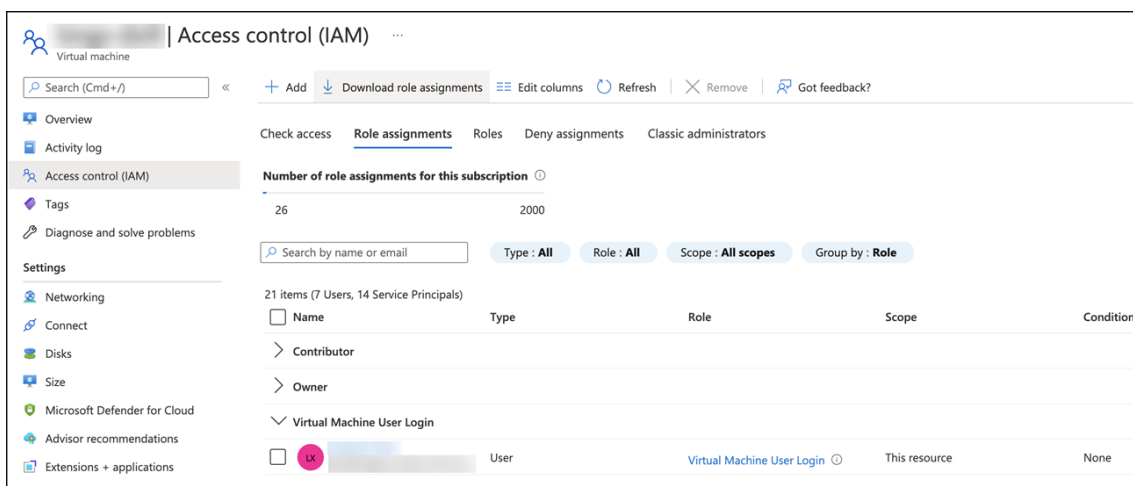 | Access control (IAM) ...
Virtual machine
Search (Cmd+/)
«
Add
Download role assignments
Edit columns
Refresh
Remove
Got feedback?
Overview
Activity log
Access control (IAM)
Tags
Diagnose and solve problems
Settings
Networking
Connect
Disks
Size
Microsoft Defender for Cloud
Advisor recommendations
Extensions + applications
Check access
Role assignments
Roles
Deny assignments
Classic administrators
Number of role assignments for this subscription
26
2000
Search by name or email
Type : All
Role : All
Scope : All scopes
Group by : Role
21 items (7 Users, 14 Service Principals)
Name
Type
Role
Scope
Condition
Contributor
Owner
Virtual Machine User Login
LX
User
Virtual Machine User Login
This resource
None